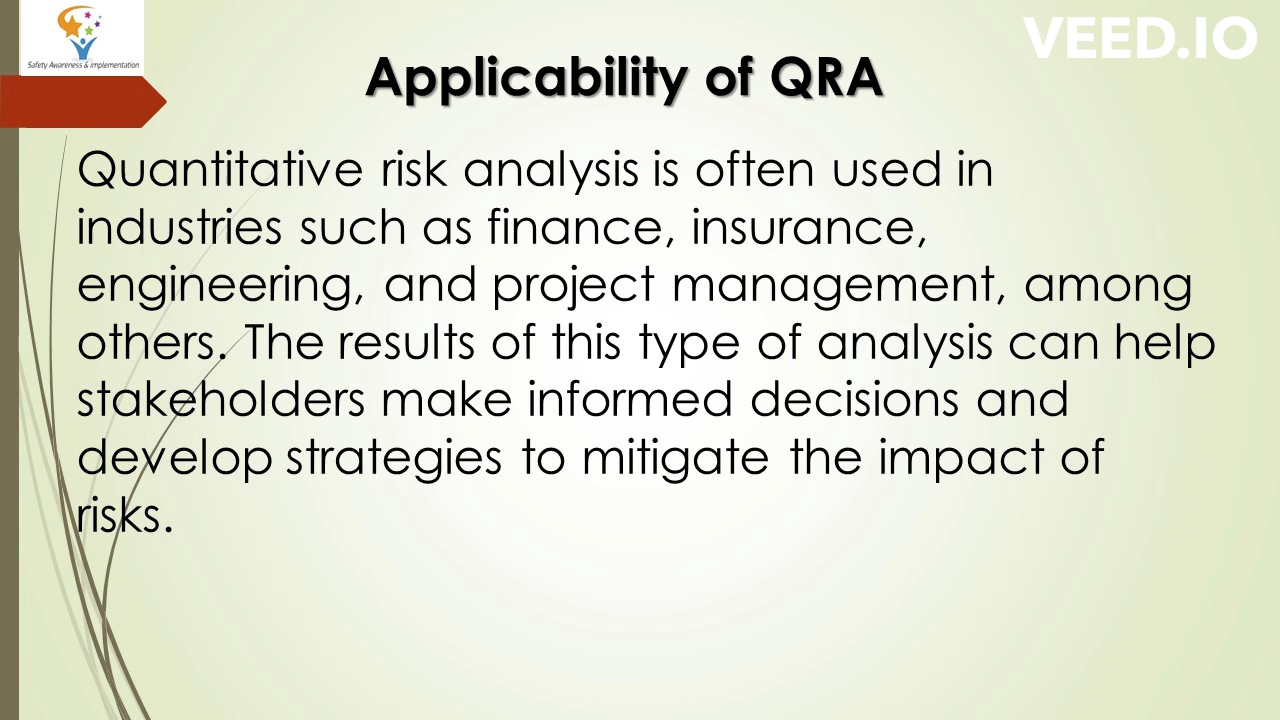 Safety Awareness & Implementation
VEED.IO
Applicability of QRA
Quantitative risk analysis is often used in
industries such as finance, insurance,
engineering, and project management, among
others. The results of this type of analysis can help
stakeholders make informed decisions and
develop strategies to mitigate the impact of
risks.